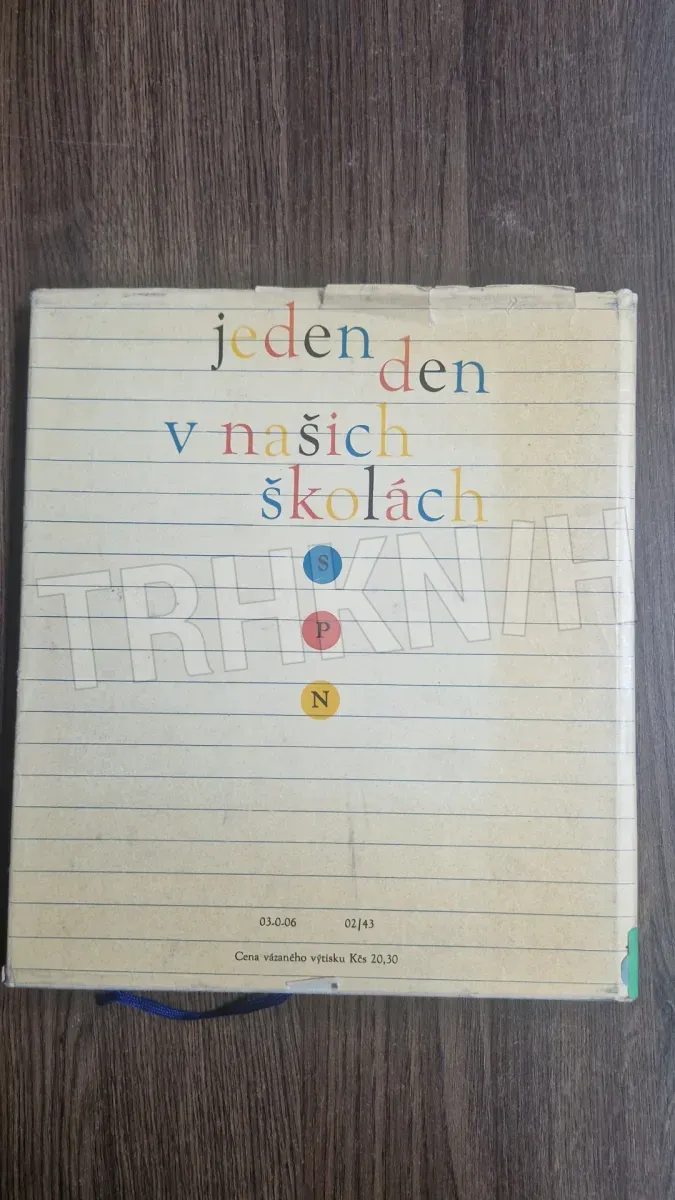 jeden
den
v našich
školách
TRHKNIH
S
P
N
03-0-06 02/43
Cena vázaného výtisku Kčs 20,30